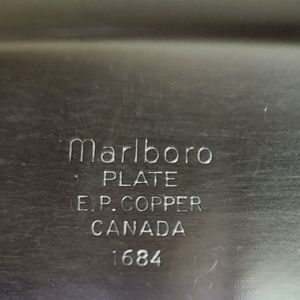 Marlboro
PLATE
E.P. COPPER
CANADA
1684